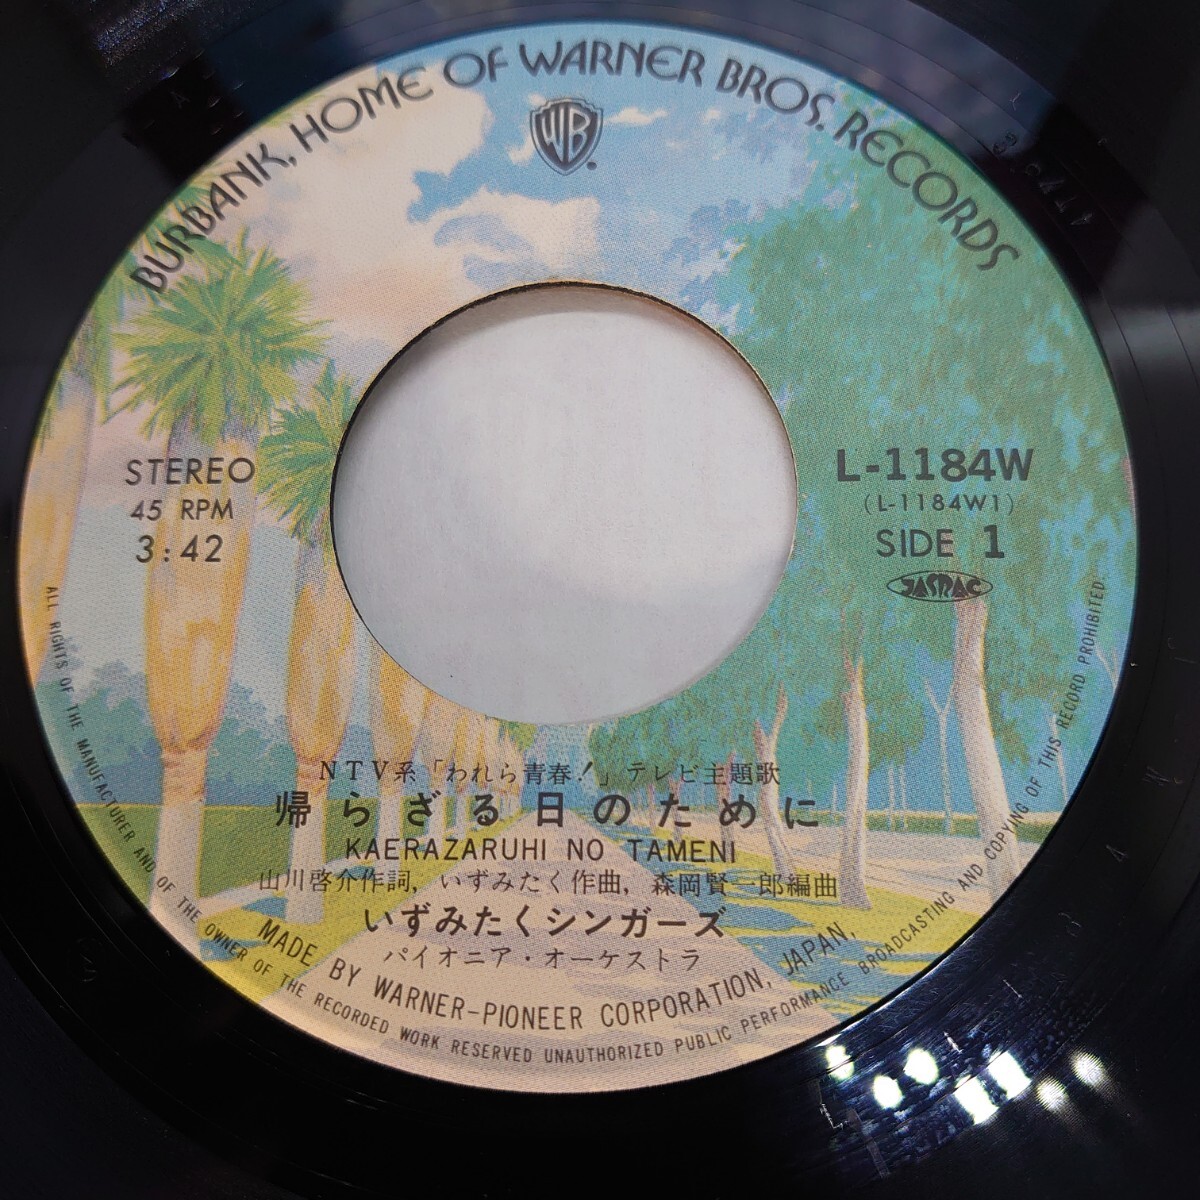 BURBANK, HOME OF WARNER BROS. RECORDS
WB
STEREO
45 RPM
3:42
L-1184W
(L-1184W1)
SIDE 1
JASRAC
NTV系「われら青春!」テレビ主題歌
帰らざる日のために
KAERAZARUHI NO TAMENI
山川啓介作詞, いずみたく作曲, 森岡賢一郎編曲
いずみたくシンガーズ
パイオニア・オーケストラ
MADE BY WARNER-PIONEER CORPORATION, JAPAN.
ALL RIGHTS OF THE MANUFACTURER AND OF THE OWNER OF THE RECORDED WORK RESERVED UNAUTHORIZED PUBLIC PERFORMANCE BROADCASTING AND COPYING OF THIS RECORD PROHIBITED.